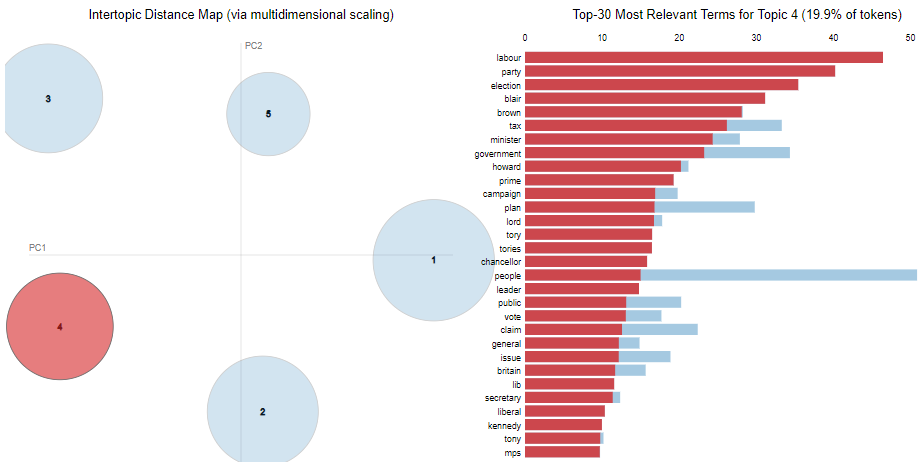 Intertopic Distance Map (via multidimensional scaling)
PC2
3
5
PC1
1
4
2
Top-30 Most Relevant Terms for Topic 4 (19.9% of tokens)
0 10 20 30 40 50
labour
party
election
blair
brown
tax
minister
government
howard
prime
campaign
plan
lord
tory
tories
chancellor
people
leader
public
vote
claim
general
issue
britain
lib
secretary
liberal
kennedy
tony
mps